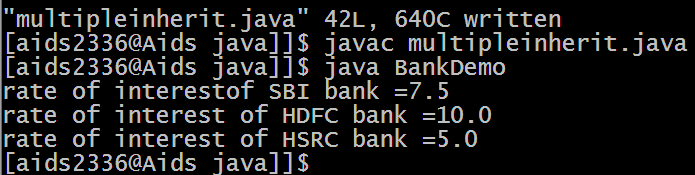 "multipleinherit.java" 42L, 640C written
[aids2336@Aids java]]$ javac multipleinherit.java
[aids2336@Aids java]]$ java BankDemo
rate of interestof SBI bank =7.5
rate of interest of HDFC bank =10.0
rate of interest of HSRC bank =5.0
[aids2336@Aids java]]$